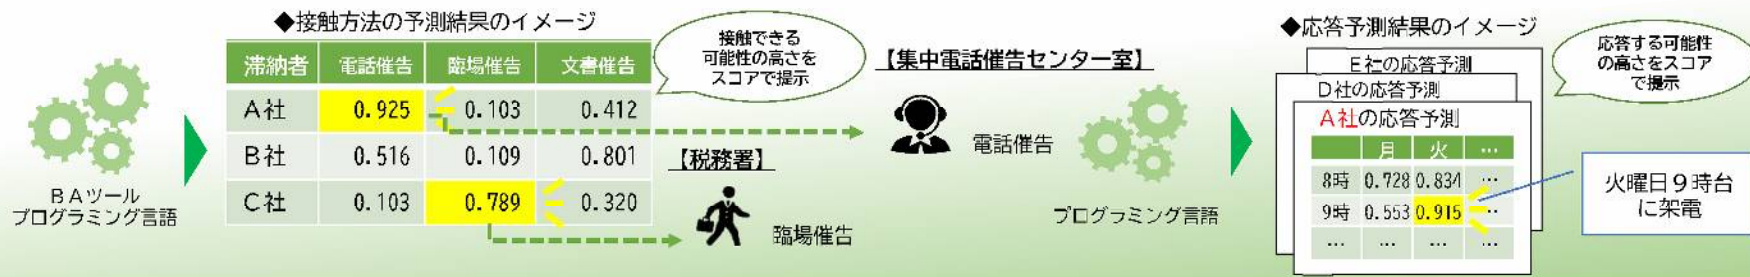 ◆接触方法の予測結果のイメージ
滞納者 電話催告 臨場催告 文書催告
A社 0.925 0.103 0.412
B社 0.516 0.109 0.801
C社 0.103 0.789 0.320
BAツール
プログラミング言語
接触できる
可能性の高さを
スコアで提示
【集中電話催告センター室】
電話催告
【税務署】
臨場催告
プログラミング言語
◆応答予測結果のイメージ
E社の応答予測
D社の応答予測
A社の応答予測
月 火 …
8時 0.728 0.834 …
9時 0.553 0.915 …
… … … …
応答する可能性
の高さをスコア
で提示
火曜日9時台
に架電